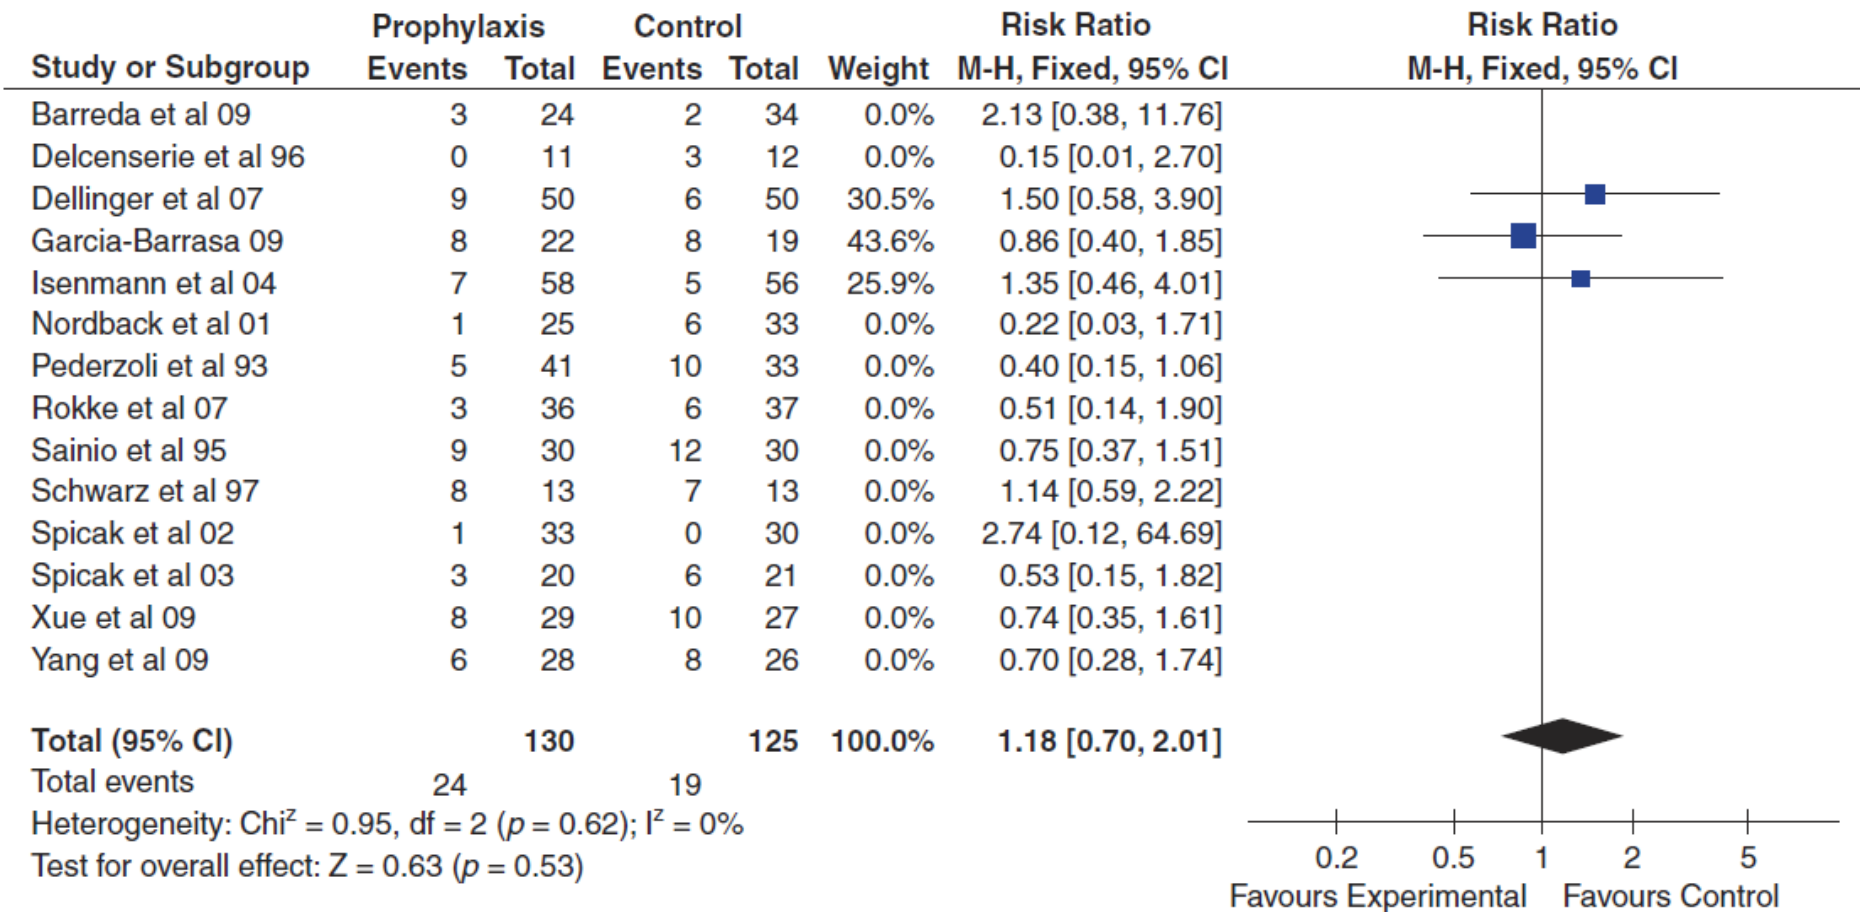 Prophylaxis Control Risk Ratio Risk Ratio
Study or Subgroup Events Total Events Total Weight M-H, Fixed, 95% CI M-H, Fixed, 95% CI
Barreda et al 09 3 24 2 34 0.0% 2.13 [0.38, 11.76]
Delcenserie et al 96 0 11 3 12 0.0% 0.15 [0.01, 2.70]
Dellinger et al 07 9 50 6 50 30.5% 1.50 [0.58, 3.90]
Garcia-Barrasa 09 8 22 8 19 43.6% 0.86 [0.40, 1.85]
Isenmann et al 04 7 58 5 56 25.9% 1.35 [0.46, 4.01]
Nordback et al 01 1 25 6 33 0.0% 0.22 [0.03, 1.71]
Pederzoli et al 93 5 41 10 33 0.0% 0.40 [0.15, 1.06]
Rokke et al 07 3 36 6 37 0.0% 0.51 [0.14, 1.90]
Sainio et al 95 9 30 12 30 0.0% 0.75 [0.37, 1.51]
Schwarz et al 97 8 13 7 13 0.0% 1.14 [0.59, 2.22]
Spicak et al 02 1 33 0 30 0.0% 2.74 [0.12, 64.69]
Spicak et al 03 3 20 6 21 0.0% 0.53 [0.15, 1.82]
Xue et al 09 8 29 10 27 0.0% 0.74 [0.35, 1.61]
Yang et al 09 6 28 8 26 0.0% 0.70 [0.28, 1.74]
Total (95% CI) 130 125 100.0% 1.18 [0.70, 2.01]
Total events 24 19
Heterogeneity: Chi^z = 0.95, df = 2 (p = 0.62); I^z = 0%
Test for overall effect: Z = 0.63 (p = 0.53)
0.2 0.5 1 2 5
Favours Experimental Favours Control